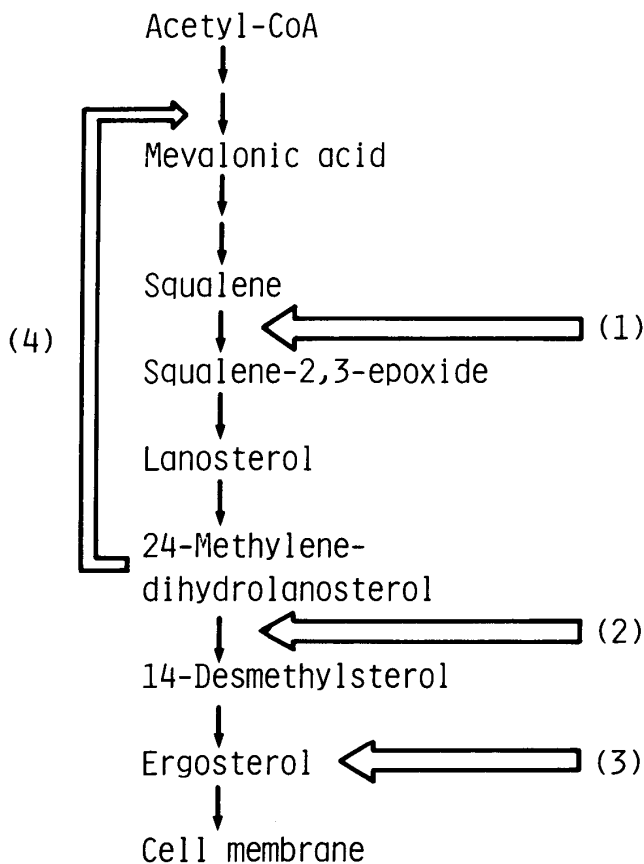 Acetyl-CoA
Mevalonic acid
Squalene
(1)
(4)
Squalene-2,3-epoxide
Lanosterol
24-Methylene-
dihydrolanosterol
(2)
14-Desmethylsterol
Ergosterol
(3)
Cell membrane